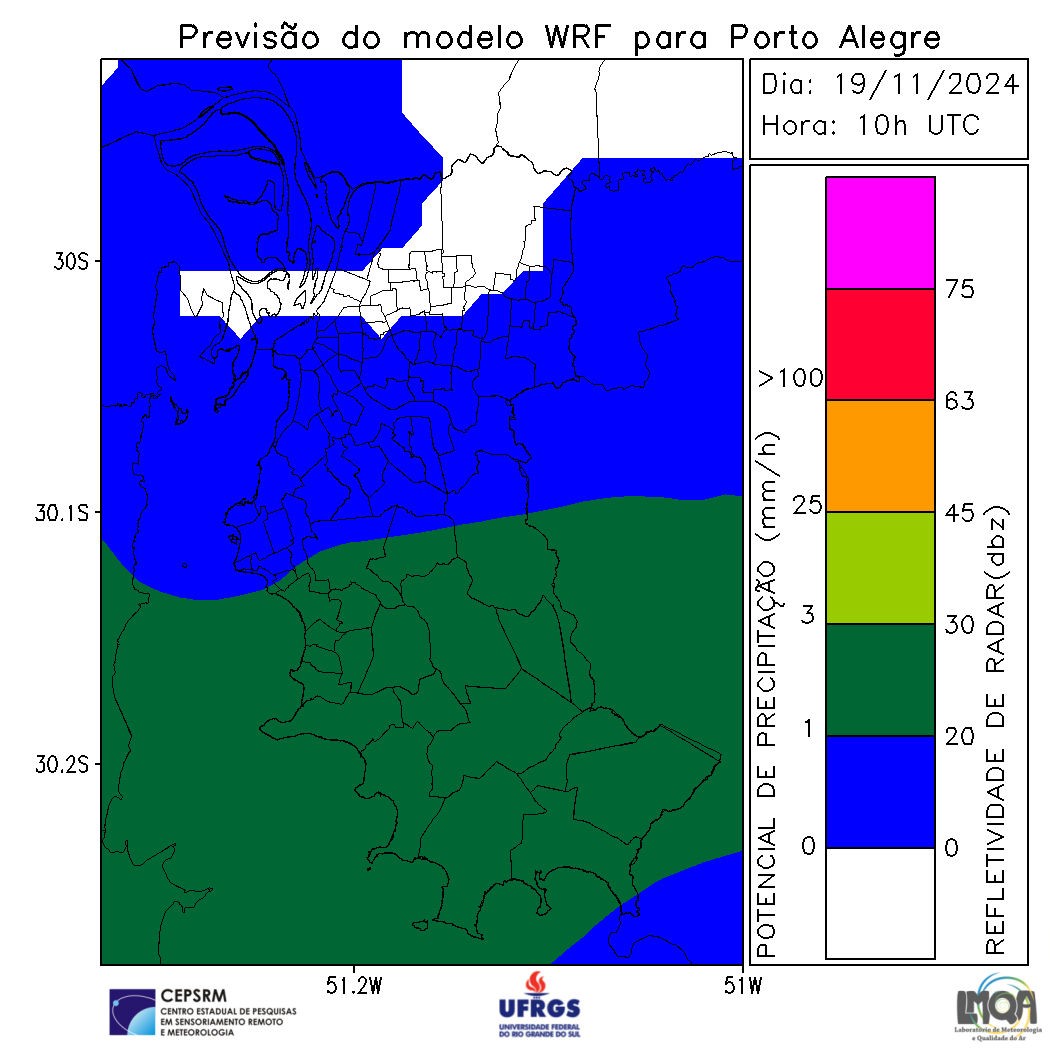 Previsão do modelo WRF para Porto Alegre
Dia: 19/11/2024
Hora: 10h UTC
30S
30.1S
30.2S
51.2W
51W
POTENCIAL DE PRECIPITAÇÃO (mm/h)
>100
25
3
1
0
75
63
45
30
20
0
REFLETIVIDADE DE RADAR(dbz)
CEPSRM
CENTRO ESTADUAL DE PESQUISAS
EM SENSORIAMENTO REMOTO
E METEOROLOGIA
UFRGS
UNIVERSIDADE FEDERAL
DO RIO GRANDE DO SUL
LMQA
Laboratório de Meteorologia
e Qualidade do Ar